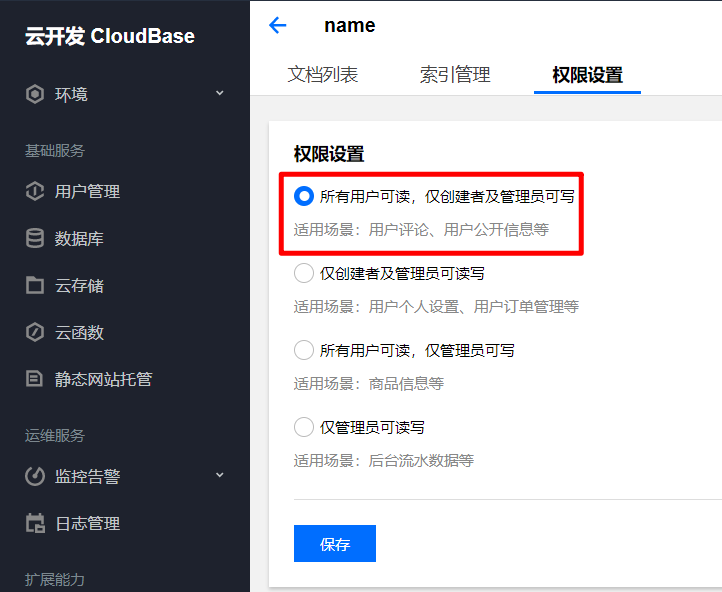 云开发 CloudBase
环境
基础服务
用户管理
数据库
云存储
云函数
静态网站托管
运维服务
监控告警
日志管理
扩展能力
name
文档列表 索引管理 权限设置
权限设置
所有用户可读，仅创建者及管理员可写
适用场景：用户评论、用户公开信息等
仅创建者及管理员可读写
适用场景：用户个人设置、用户订单管理等
所有用户可读，仅管理员可写
适用场景：商品信息等
仅管理员可读写
适用场景：后台流水数据等
保存